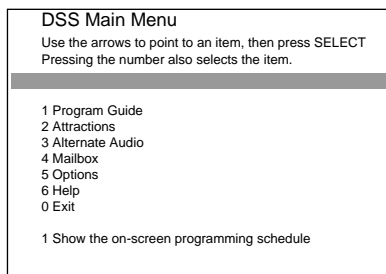 DSS Main Menu
Use the arrows to point to an item, then press SELECT
Pressing the number also selects the item.
1 Program Guide
2 Attractions
3 Alternate Audio
4 Mailbox
5 Options
6 Help
0 Exit
1 Show the on-screen programming schedule